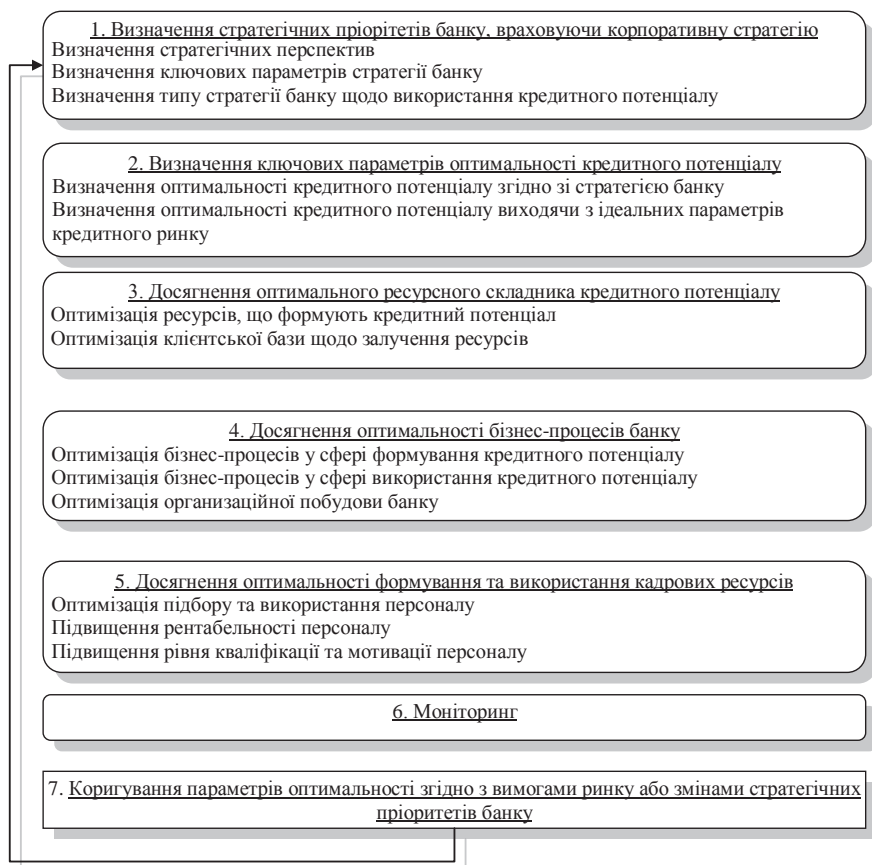 1. Визначення стратегічних пріорітетів банку, враховуючи корпоративну стратегію
Визначення стратегічних перспектив
Визначення ключових параметрів стратегії банку
Визначення типу стратегії банку щодо використання кредитного потенціалу
2. Визначення ключових параметрів оптимальності кредитного потенціалу
Визначення оптимальності кредитного потенціалу згідно зі стратегією банку
Визначення оптимальності кредитного потенціалу виходячи з ідеальних параметрів
кредитного ринку
3. Досягнення оптимального ресурсного складника кредитного потенціалу
Оптимізація ресурсів, що формують кредитний потенціал
Оптимізація клієнтської бази щодо залучення ресурсів
4. Досягнення оптимальності бізнес-процесів банку
Оптимізація бізнес-процесів у сфері формування кредитного потенціалу
Оптимізація бізнес-процесів у сфері використання кредитного потенціалу
Оптимізація організаційної побудови банку
5. Досягнення оптимальності формування та використання кадрових ресурсів
Оптимізація підбору та використання персоналу
Підвищення рентабельності персоналу
Підвищення рівня кваліфікації та мотивації персоналу
6. Моніторинг
7. Коригування параметрів оптимальності згідно з вимогами ринку або змінами стратегічних
пріоритетів банку